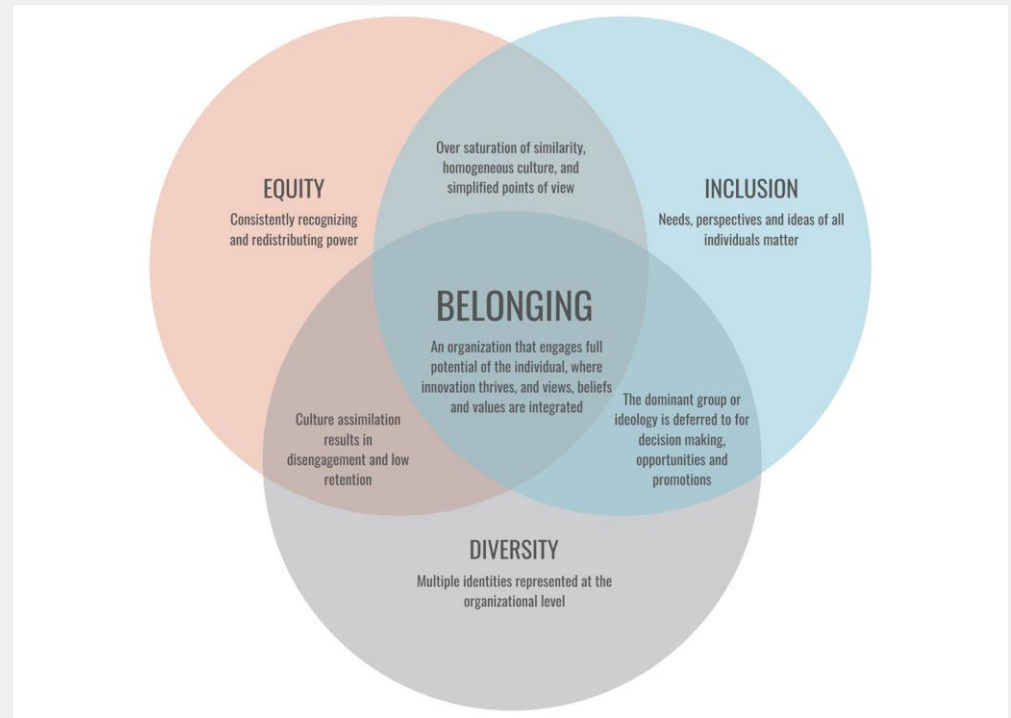 Over saturation of similarity,
homogeneous culture, and
simplified points of view
EQUITY
Consistently recognizing
and redistributing power
INCLUSION
Needs, perspectives and ideas of all
individuals matter
BELONGING
An organization that engages full
potential of the individual, where
innovation thrives, and views, beliefs
and values are integrated
Culture assimilation
results in
disengagement and low
retention
The dominant group or
ideology is deferred to for
decision making,
opportunities and
promotions
DIVERSITY
Multiple identities represented at the
organizational level